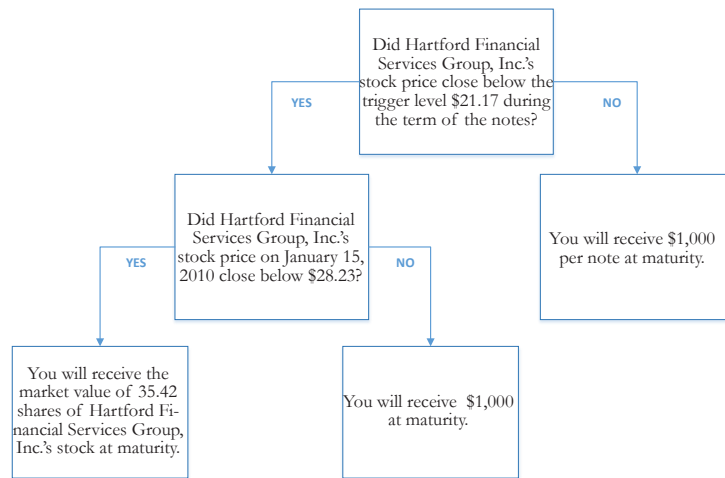 Did Hartford Financial
Services Group, Inc.'s
stock price close below the
trigger level $21.17 during
the term of the notes?
YES
NO
Did Hartford Financial
Services Group, Inc.'s
stock price on January 15,
2010 close below $28.23?
You will receive $1,000
per note at maturity.
YES
NO
You will receive the
market value of 35.42
shares of Hartford Fi-
nancial Services Group,
Inc.'s stock at maturity.
You will receive $1,000
at maturity.